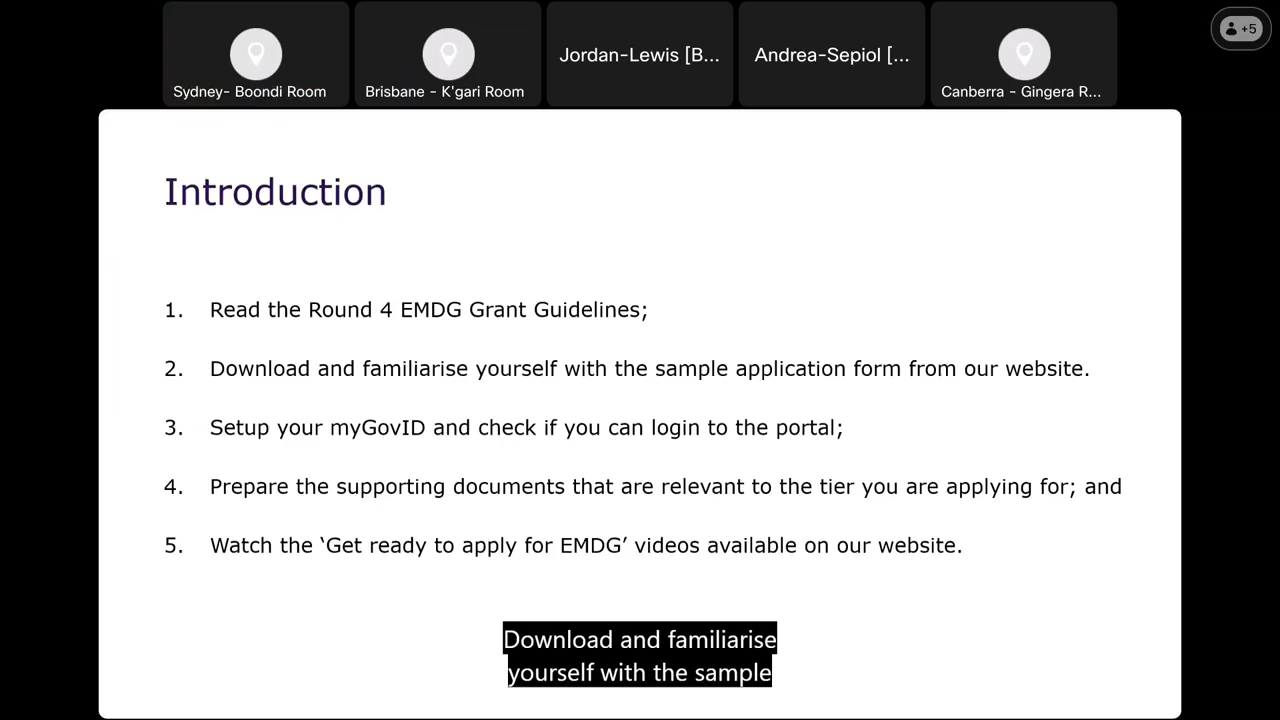 Sydney- Boondi Room
Brisbane - K'gari Room
Jordan-Lewis [B...
Andrea-Sepiol [...
Canberra - Gingera R...
+5
Introduction
1. Read the Round 4 EMDG Grant Guidelines;
2. Download and familiarise yourself with the sample application form from our website.
3. Setup your myGovID and check if you can login to the portal;
4. Prepare the supporting documents that are relevant to the tier you are applying for; and
5. Watch the ‘Get ready to apply for EMDG’ videos available on our website.
Download and familiarise
yourself with the sample